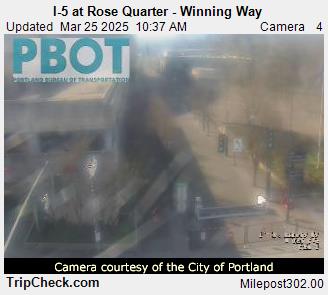 I-5 at Rose Quarter - Winning Way
Updated Mar 25 2025 10:37 AM Camera 4
PBOT
PORTLAND BUREAU OF TRANSPORTATION
Camera courtesy of the City of Portland
TripCheck.com Milepost302.00